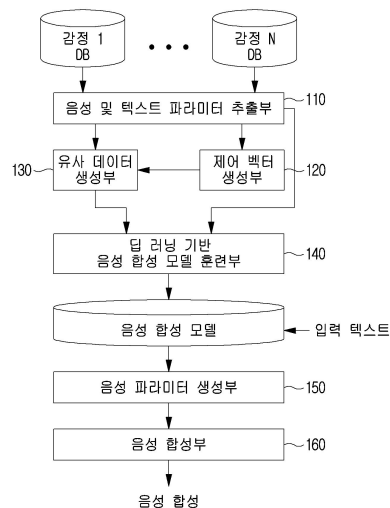 감정 1
DB
• • •
감정 N
DB
음성 및 텍스트 파라미터 추출부
110
130
유사 데이터
생성부
제어 벡터
생성부
120
딥 러닝 기반
음성 합성 모델 훈련부
140
음성 합성 모델
입력 텍스트
음성 파라미터 생성부
150
음성 합성부
160
음성 합성